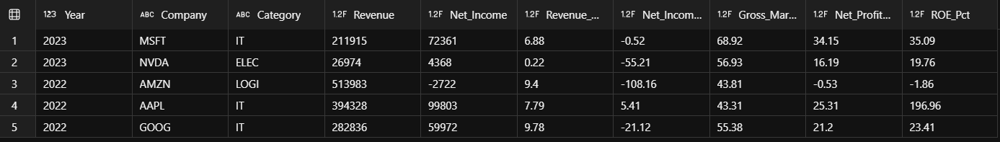 123 Year ABC Company ABC Category 1.2F Revenue 1.2F Net_Income 1.2F Revenue_... 1.2F Net_Incom... 1.2F Gross_Mar... 1.2F Net_Profit... 1.2F ROE_Pct
1 2023 MSFT IT 211915 72361 6.88 -0.52 68.92 34.15 35.09
2 2023 NVDA ELEC 26974 4368 0.22 -55.21 56.93 16.19 19.76
3 2022 AMZN LOGI 513983 -2722 9.4 -108.16 43.81 -0.53 -1.86
4 2022 AAPL IT 394328 99803 7.79 5.41 43.31 25.31 196.96
5 2022 GOOG IT 282836 59972 9.78 -21.12 55.38 21.2 23.41